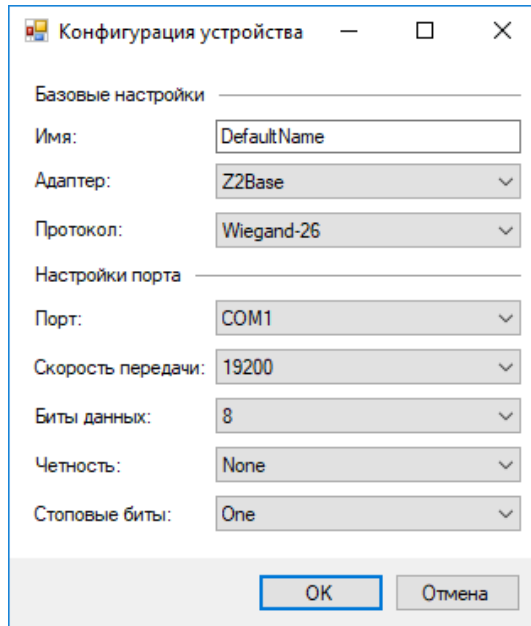 Конфигурация устройства
Базовые настройки
Имя: DefaultName
Адаптер: Z2Base
Протокол: Wiegand-26
Настройки порта
Порт: COM1
Скорость передачи: 19200
Биты данных: 8
Четность: None
Стоповые биты: One
OK Отмена